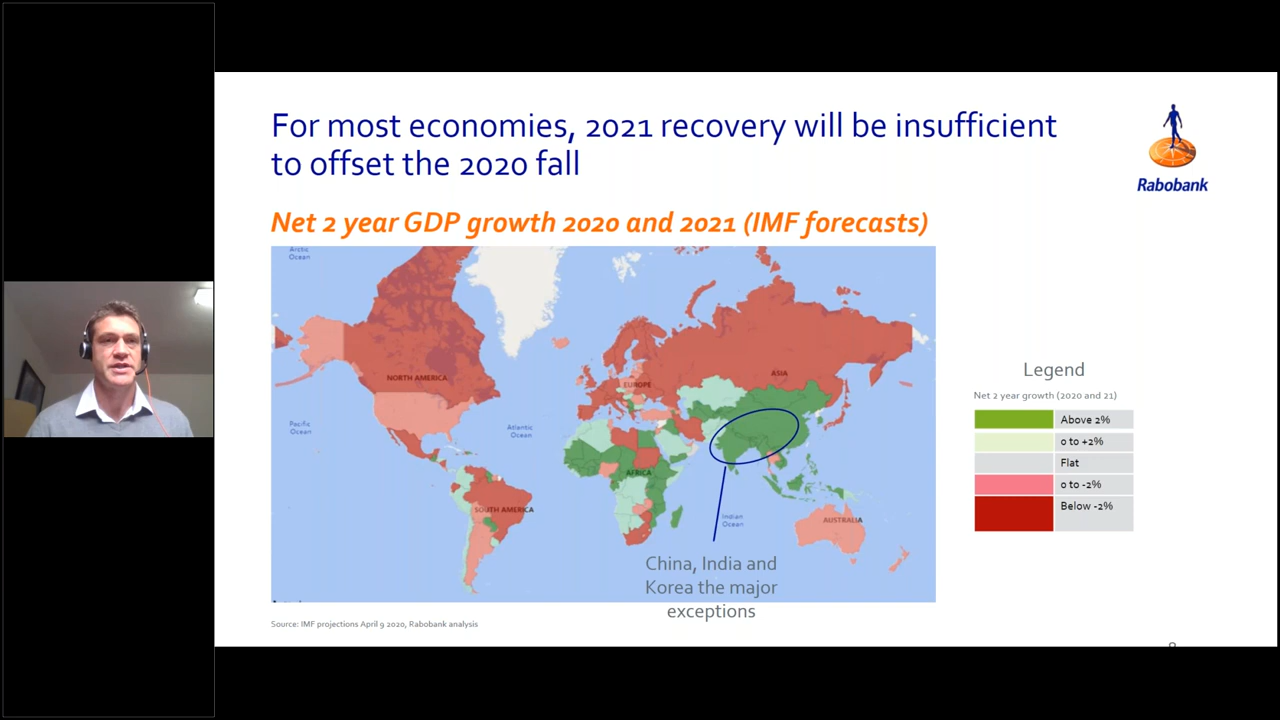 For most economies, 2021 recovery will be insufficient
to offset the 2020 fall
Rabobank
Net 2 year GDP growth 2020 and 2021 (IMF forecasts)
Arctic
Ocean
NORTH AMERICA
EUROPE
ASIA
Pacific
Ocean
Atlantic
Ocean
AFRICA
SOUTH AMERICA
Indian
Ocean
AUSTRALIA
China, India and
Korea the major
exceptions
Legend
Net 2 year growth (2020 and 21)
Above 2%
0 to +2%
Flat
0 to -2%
Below -2%
Source: IMF projections April 9 2020, Rabobank analysis